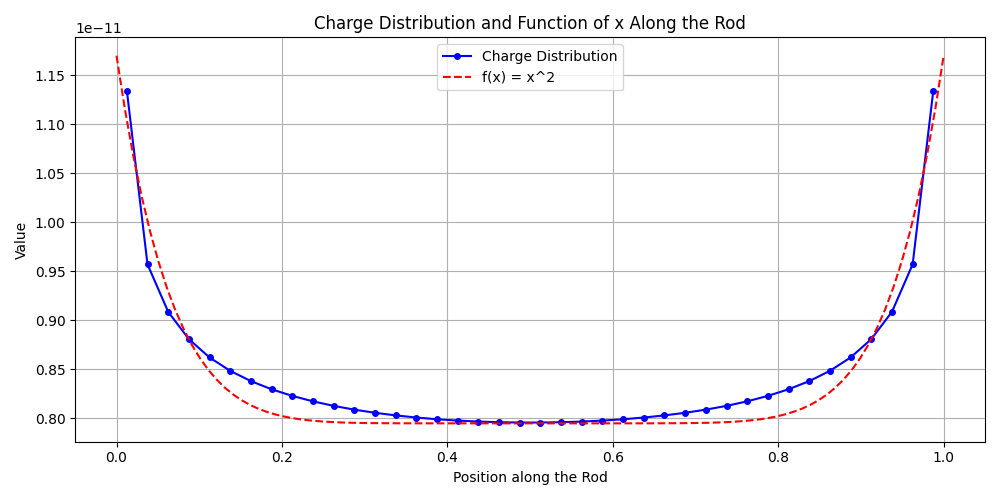 Charge Distribution and Function of x Along the Rod
1e−11
Charge Distribution
f(x) = x^2
1.15
1.10
1.05
1.00
0.95
0.90
0.85
0.80
Value
0.0 0.2 0.4 0.6 0.8 1.0
Position along the Rod